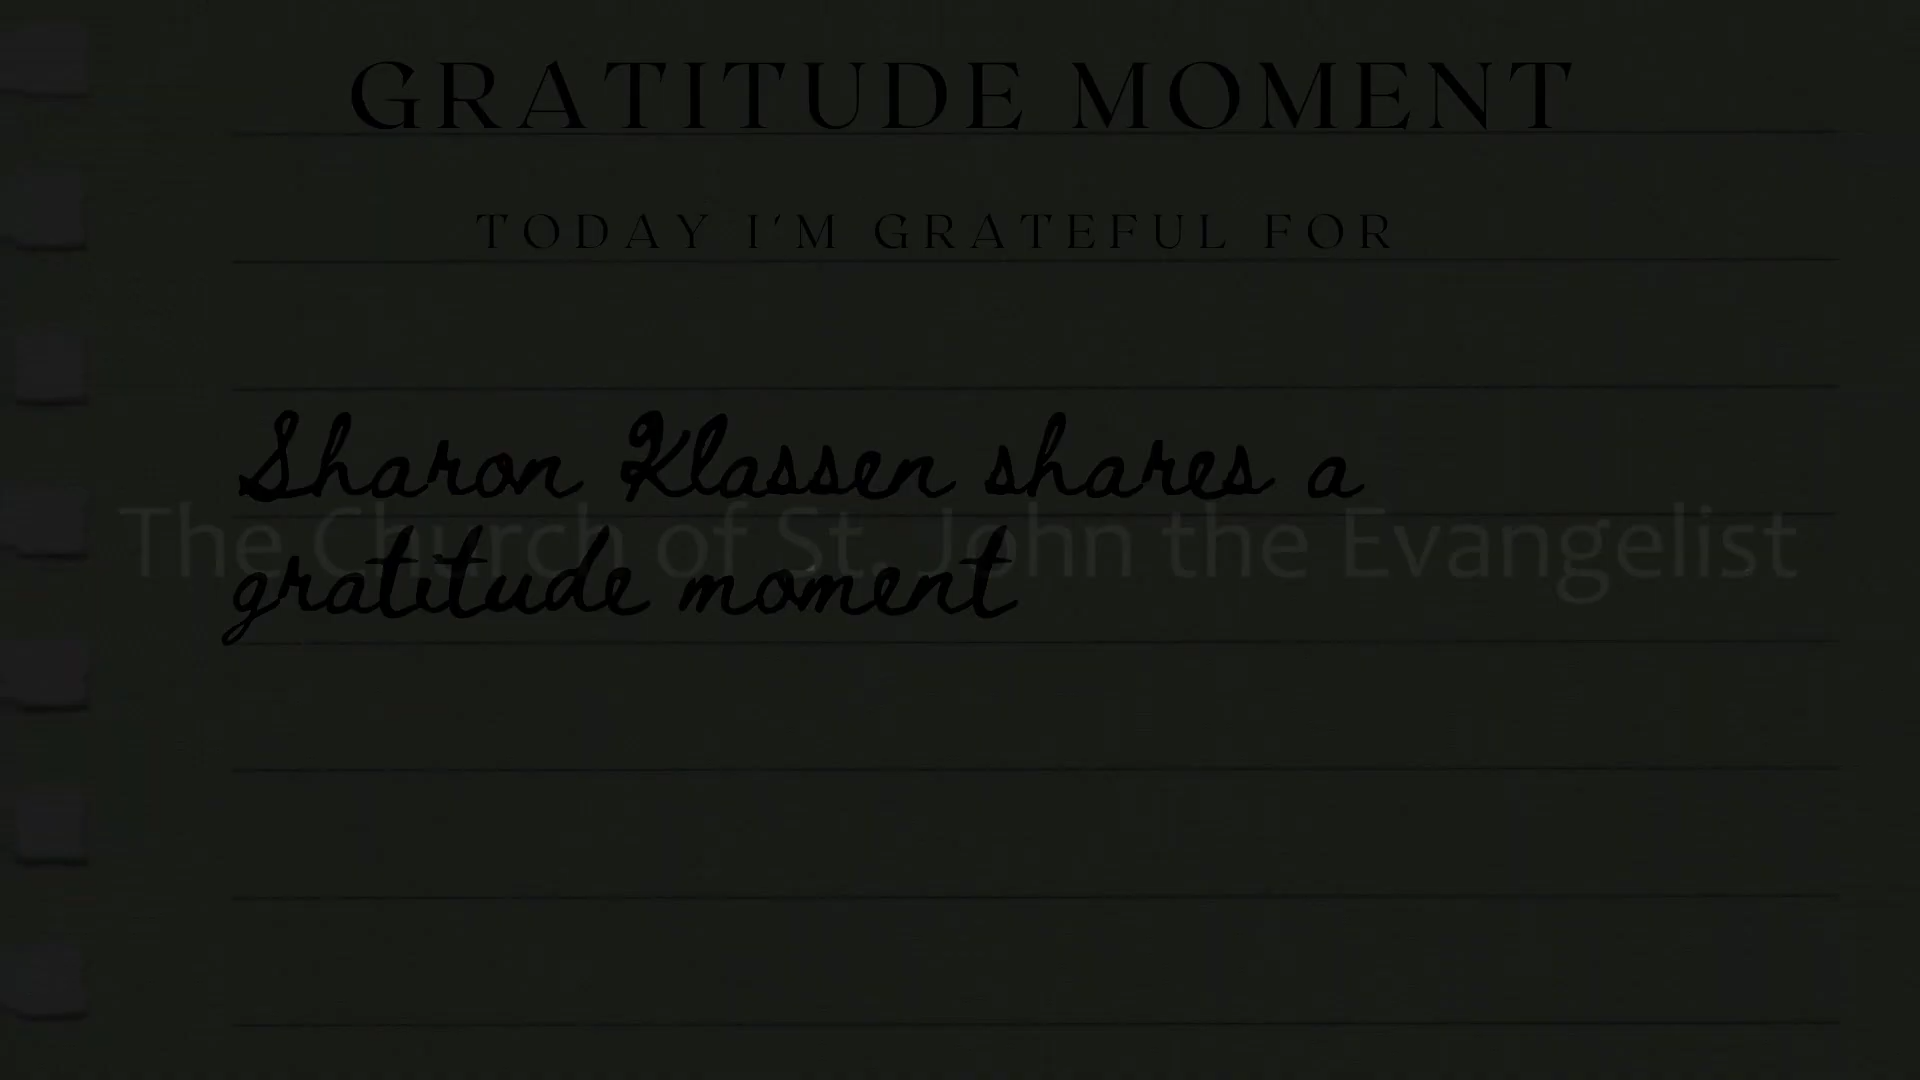 GRATITUDE MOMENT
TODAY I'M GRATEFUL FOR
Sharon Klassen shares a
The Church of St. John the Evangelist
gratitude moment